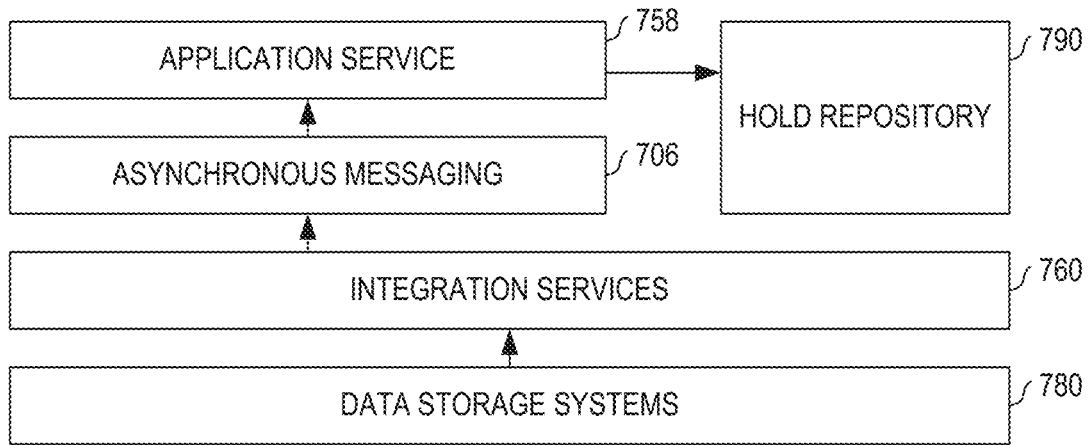 APPLICATION SERVICE
758
HOLD REPOSITORY
790
ASYNCHRONOUS MESSAGING
706
INTEGRATION SERVICES
760
DATA STORAGE SYSTEMS
780